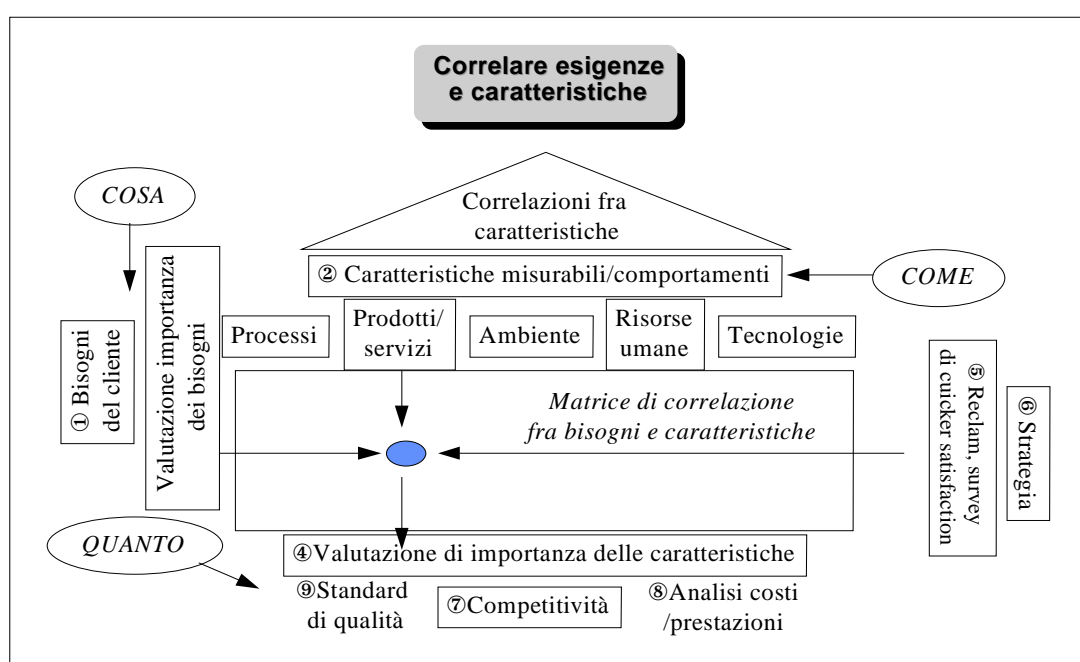 Correlare esigenze
e caratteristiche
COSA
Correlazioni fra
caratteristiche
② Caratteristiche misurabili/comportamenti
COME
① Bisogni
del cliente
Valutazione importanza
dei bisogni
Processi
Prodotti/
servizi
Ambiente
Risorse
umane
Tecnologie
Matrice di correlazione
fra bisogni e caratteristiche
⑤ Reclam, survey
di cuicker satisfaction
⑥ Strategia
QUANTO
④Valutazione di importanza delle caratteristiche
⑨Standard
di qualità
⑦Competitività
⑧Analisi costi
/prestazioni